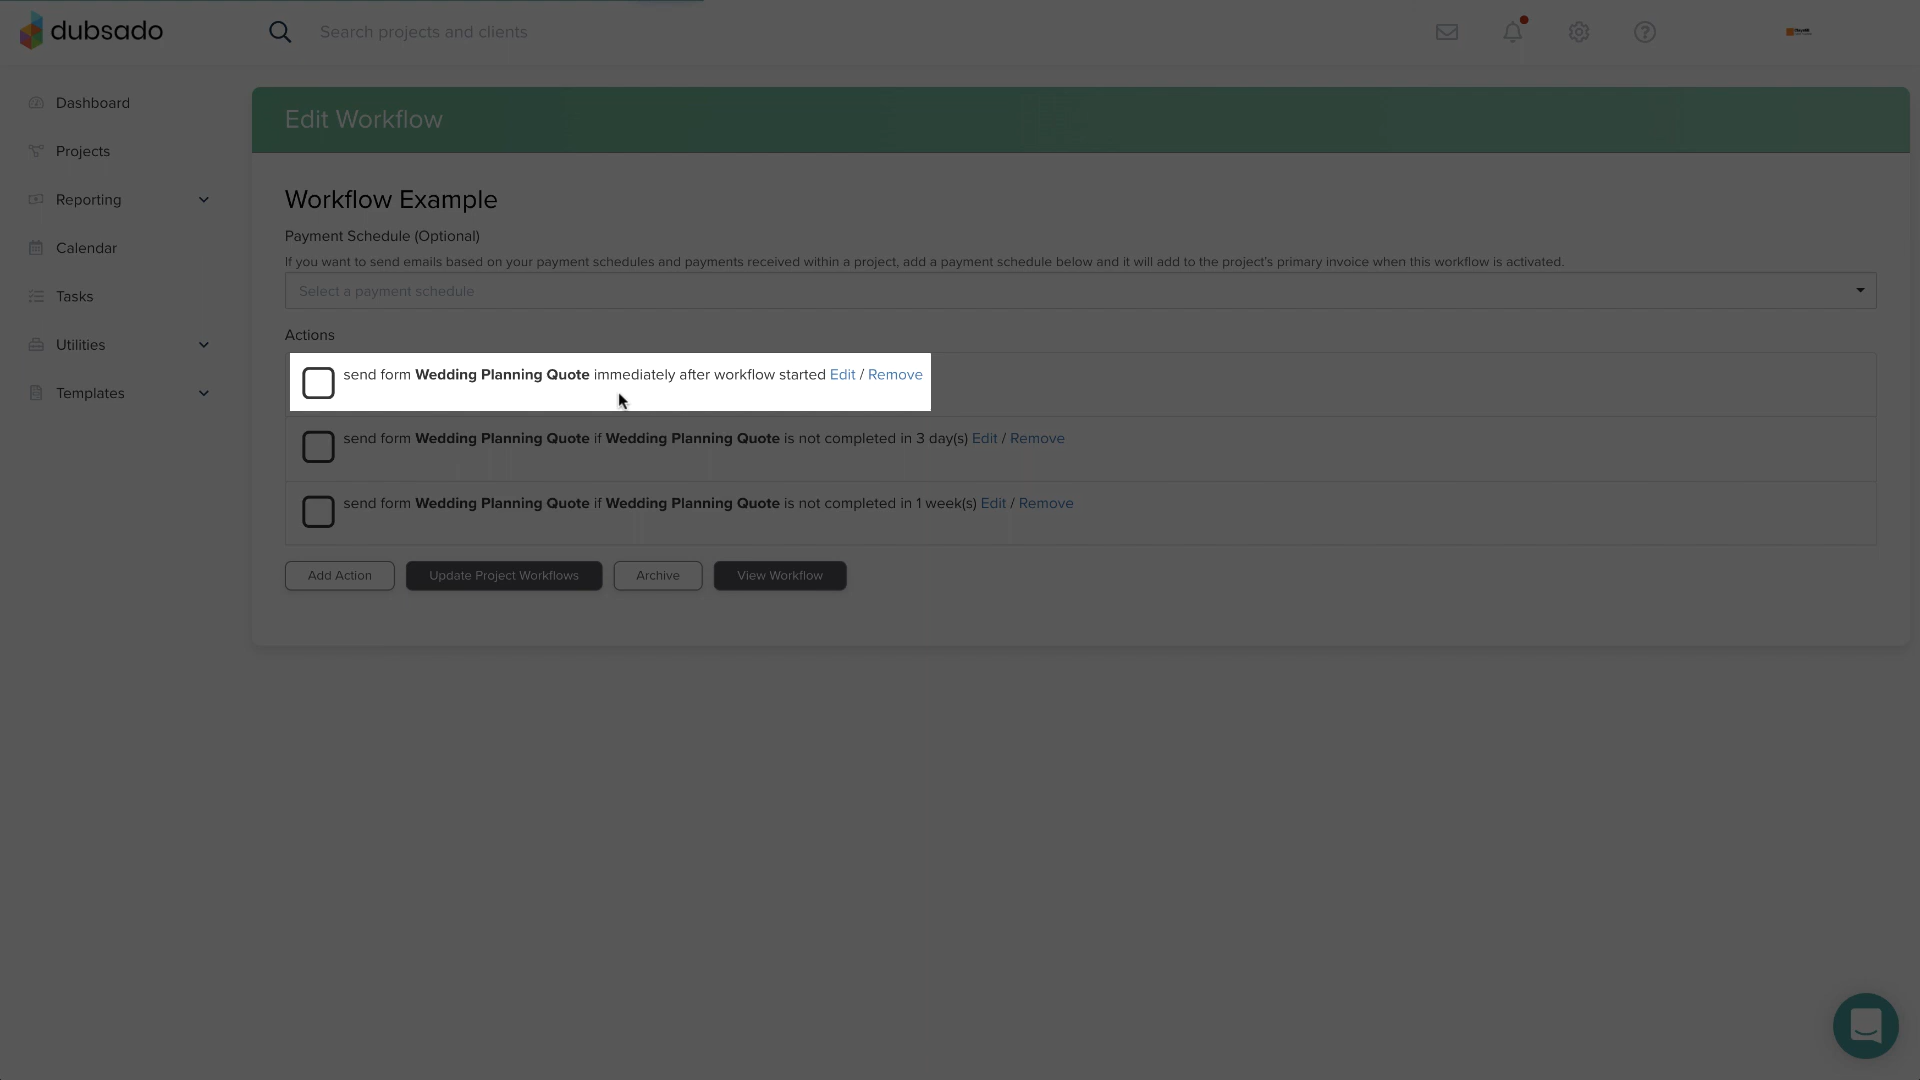 dubsado
Search projects and clients
Dashboard
Projects
Reporting
Calendar
Tasks
Utilities
Templates
Edit Workflow
Workflow Example
Payment Schedule (Optional)
If you want to send emails based on your payment schedules and payments received within a project, add a payment schedule below and it will add to the project's primary invoice when this workflow is activated.
Select a payment schedule
Actions
send form Wedding Planning Quote immediately after workflow started Edit / Remove
send form Wedding Planning Quote if Wedding Planning Quote is not completed in 3 day(s) Edit / Remove
send form Wedding Planning Quote if Wedding Planning Quote is not completed in 1 week(s) Edit / Remove
Add Action Update Project Workflows Archive View Workflow